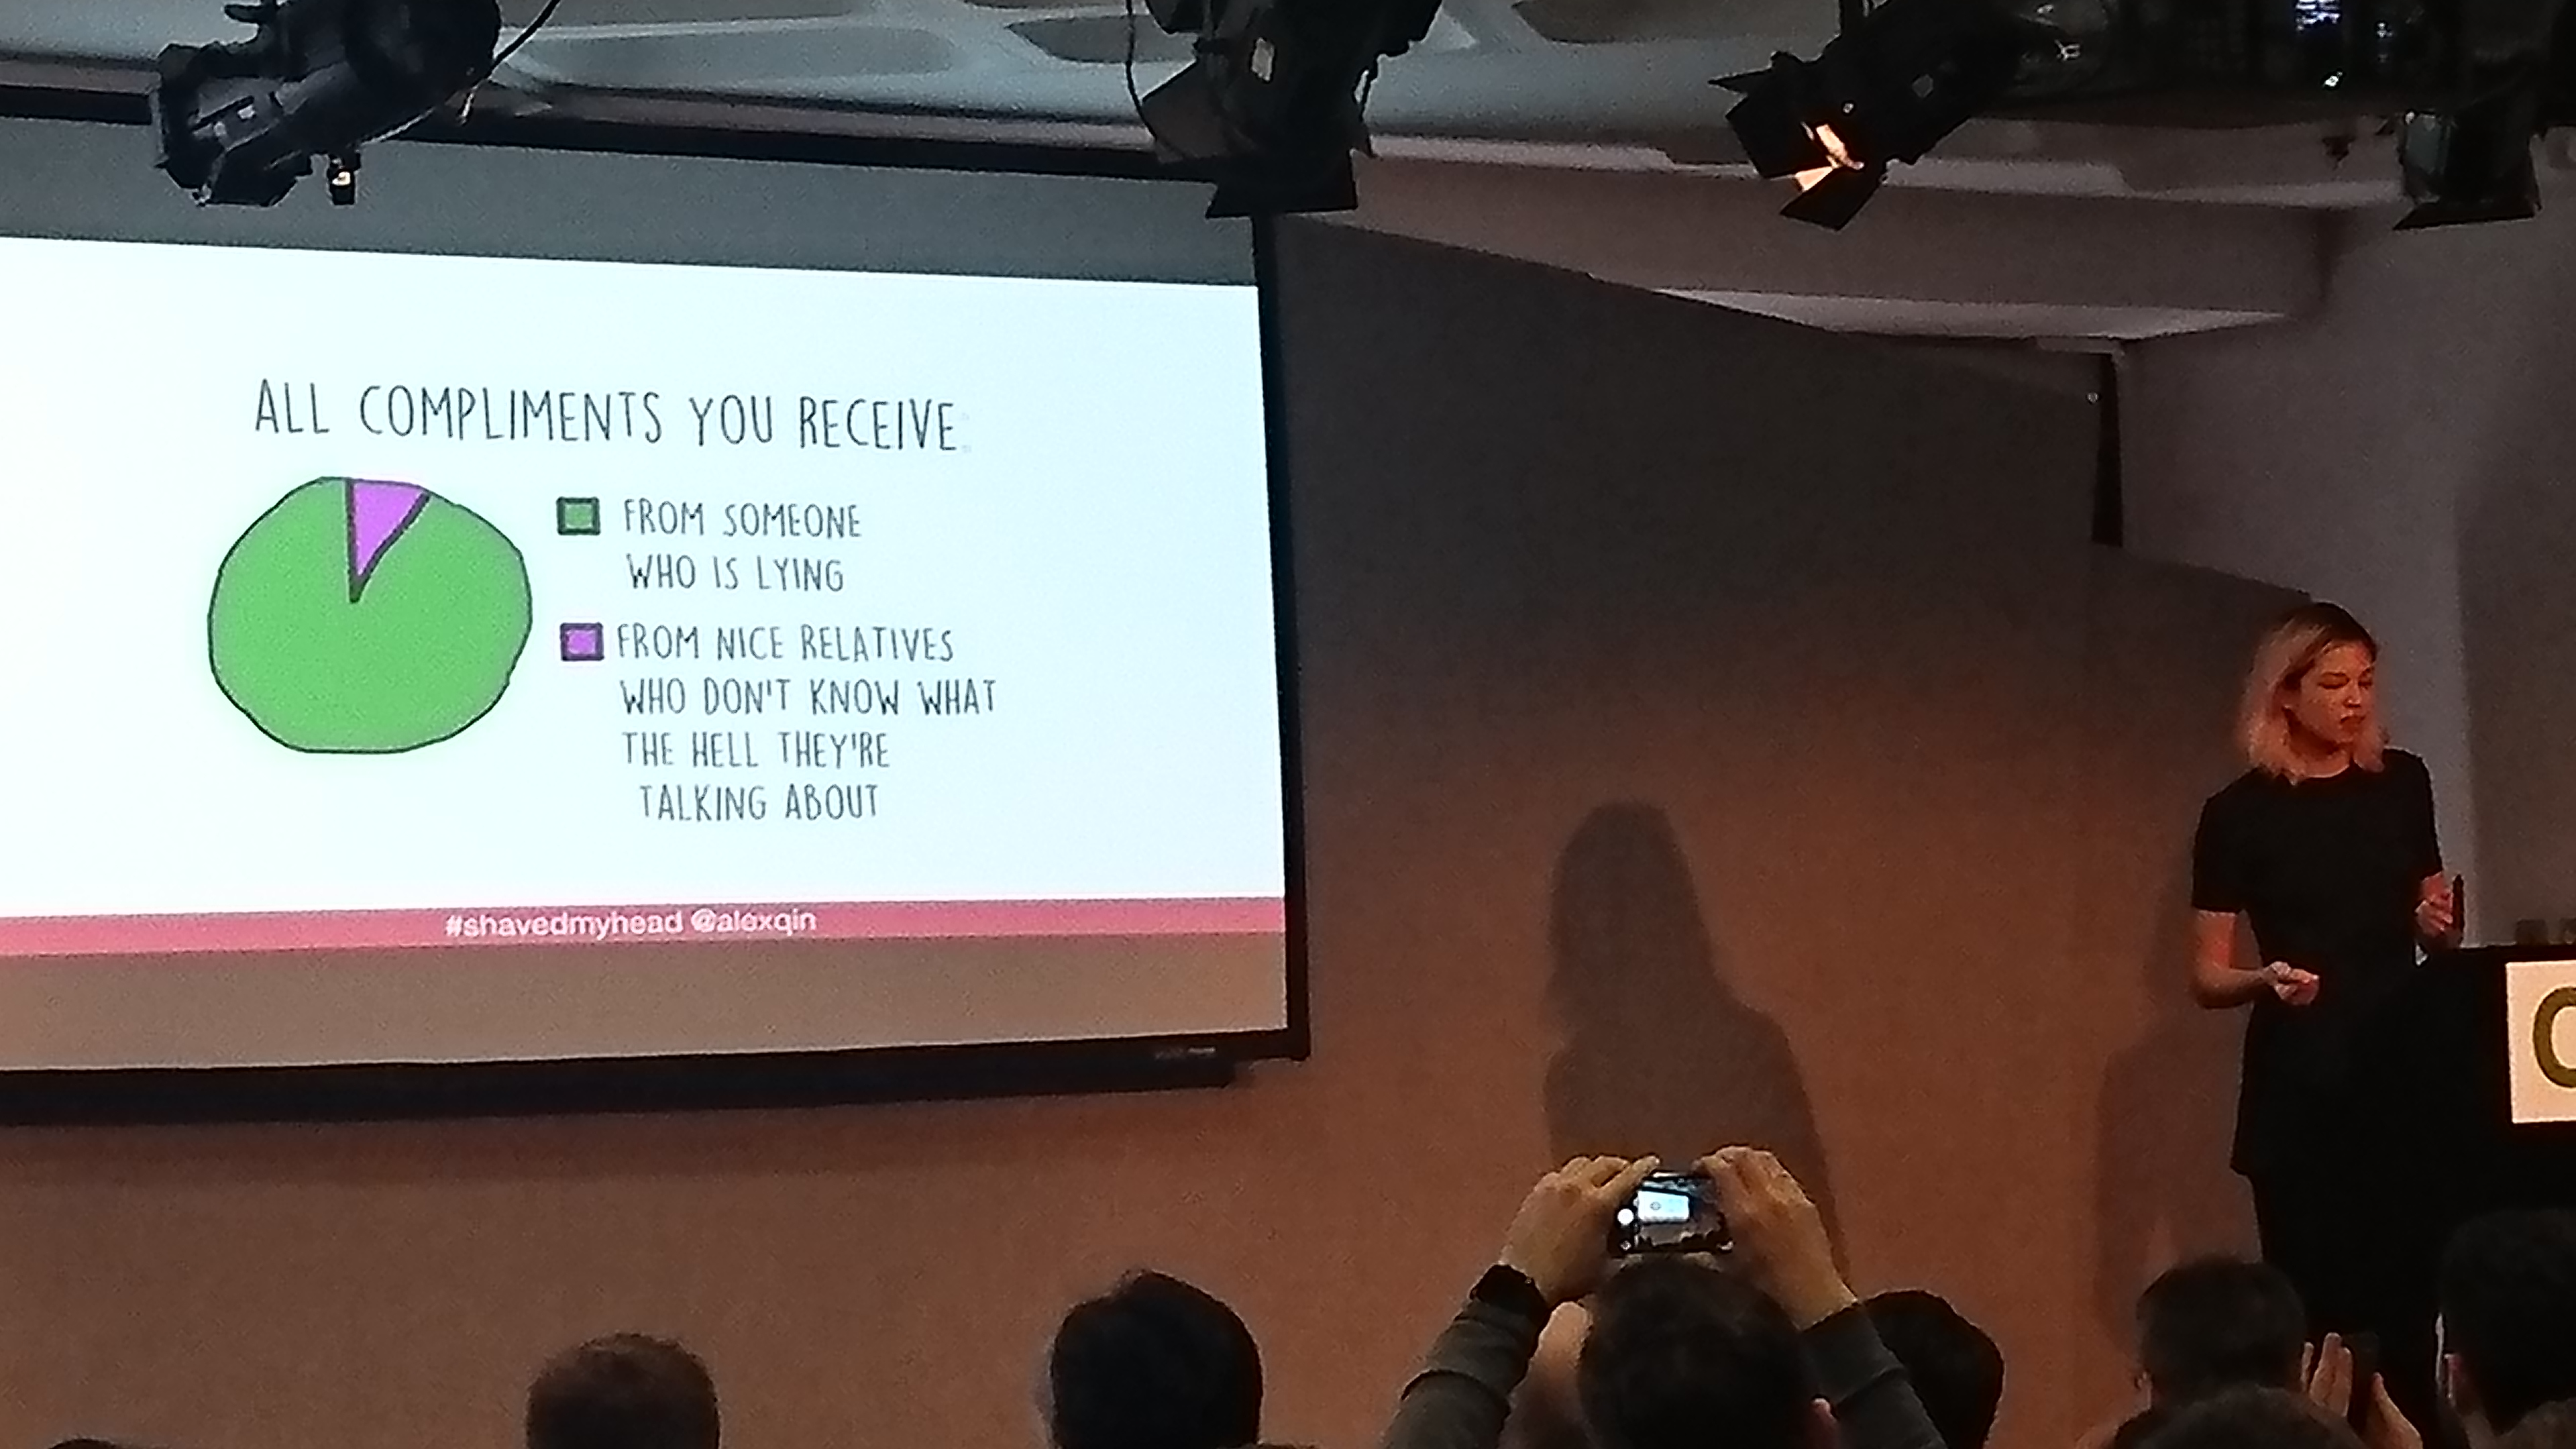 ALL COMPLIMENTS YOU RECEIVE:
FROM SOMEONE
WHO IS LYING
FROM NICE RELATIVES
WHO DON'T KNOW WHAT
THE HELL THEY'RE
TALKING ABOUT
#shavedmyhead @alexqin